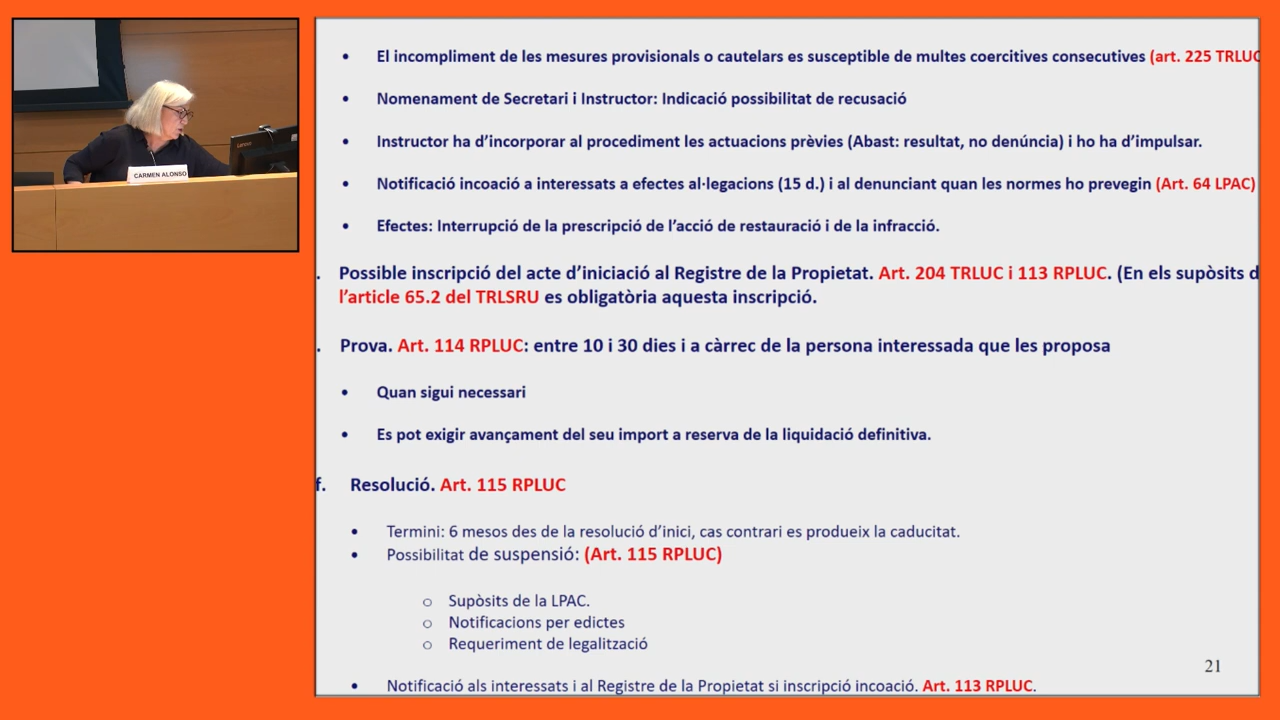 CARMEN ALONSO
• El incompliment de les mesures provisionals o cautelars es susceptible de multes coercitives consecutives (art. 225 TRLUC
• Nomenament de Secretari i Instructor: Indicació possibilitat de recusació
• Instructor ha d'incorporar al procediment les actuacions prèvies (Abast: resultat, no denúncia) i ho ha d'impulsar.
• Notificació incoació a interessats a efectes al·legacions (15 d.) i al denunciant quan les normes ho prevegin (Art. 64 LPAC)
• Efectes: Interrupció de la prescripció de l'acció de restauració i de la infracció.
. Possible inscripció del acte d'iniciació al Registre de la Propietat. Art. 204 TRLUC i 113 RPLUC. (En els supòsits d
l'article 65.2 del TRLSRU es obligatòria aquesta inscripció.
. Prova. Art. 114 RPLUC: entre 10 i 30 dies i a càrrec de la persona interessada que les proposa
• Quan sigui necessari
• Es pot exigir avançament del seu import a reserva de la liquidació definitiva.
f. Resolució. Art. 115 RPLUC
• Termini: 6 mesos des de la resolució d'inici, cas contrari es produeix la caducitat.
• Possibilitat de suspensió: (Art. 115 RPLUC)
o Supòsits de la LPAC.
o Notificacions per edictes
o Requeriment de legalització
• Notificació als interessats i al Registre de la Propietat si inscripció incoació. Art. 113 RPLUC.
21